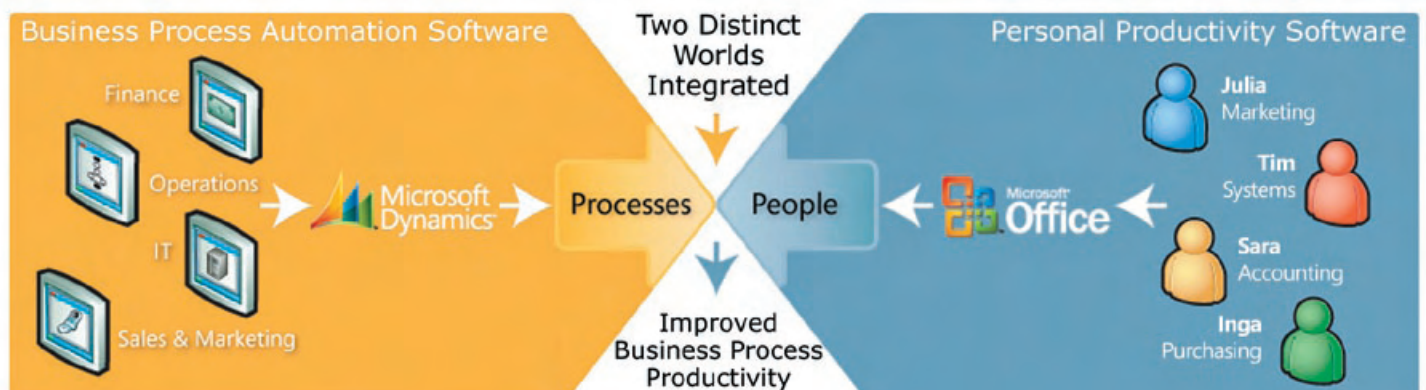 Business Process Automation Software
Finance
Operations
IT
Sales & Marketing
Microsoft
Dynamics
Processes
Two Distinct
Worlds
Integrated
Improved
Business Process
Productivity
People
Microsoft
Office
Personal Productivity Software
Julia
Marketing
Tim
Systems
Sara
Accounting
Inga
Purchasing